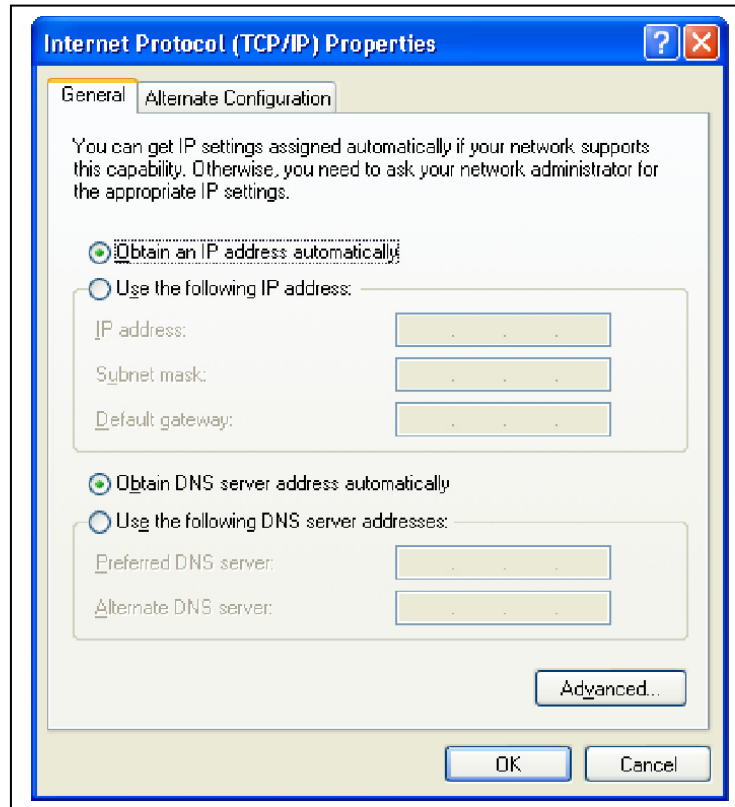 Internet Protocol (TCP/IP) Properties
General
Alternate Configuration
You can get IP settings assigned automatically if your network supports
this capability. Otherwise, you need to ask your network administrator for
the appropriate IP settings.
Obtain an IP address automatically
Use the following IP address:
IP address:
Subnet mask:
Default gateway:
Obtain DNS server address automatically
Use the following DNS server addresses:
Preferred DNS server:
Alternate DNS server:
Advanced...
OK
Cancel